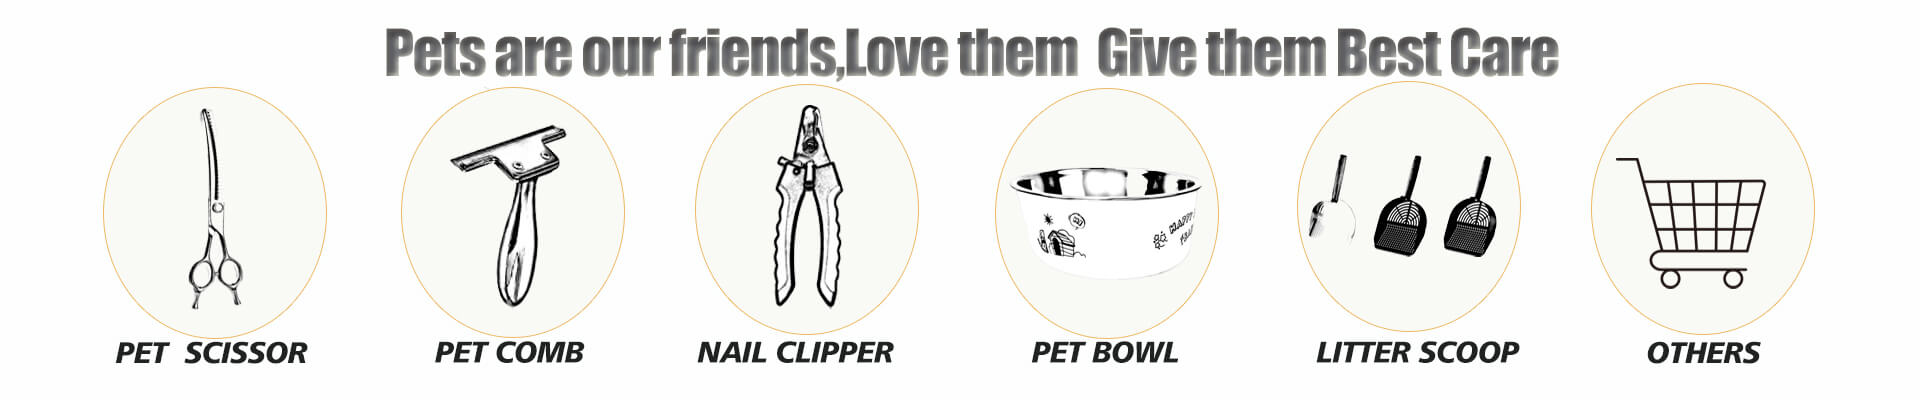 Pets are our friends,Love them Give them Best Care
PET SCISSOR
PET COMB
NAIL CLIPPER
PET BOWL
LITTER SCOOP
OTHERS